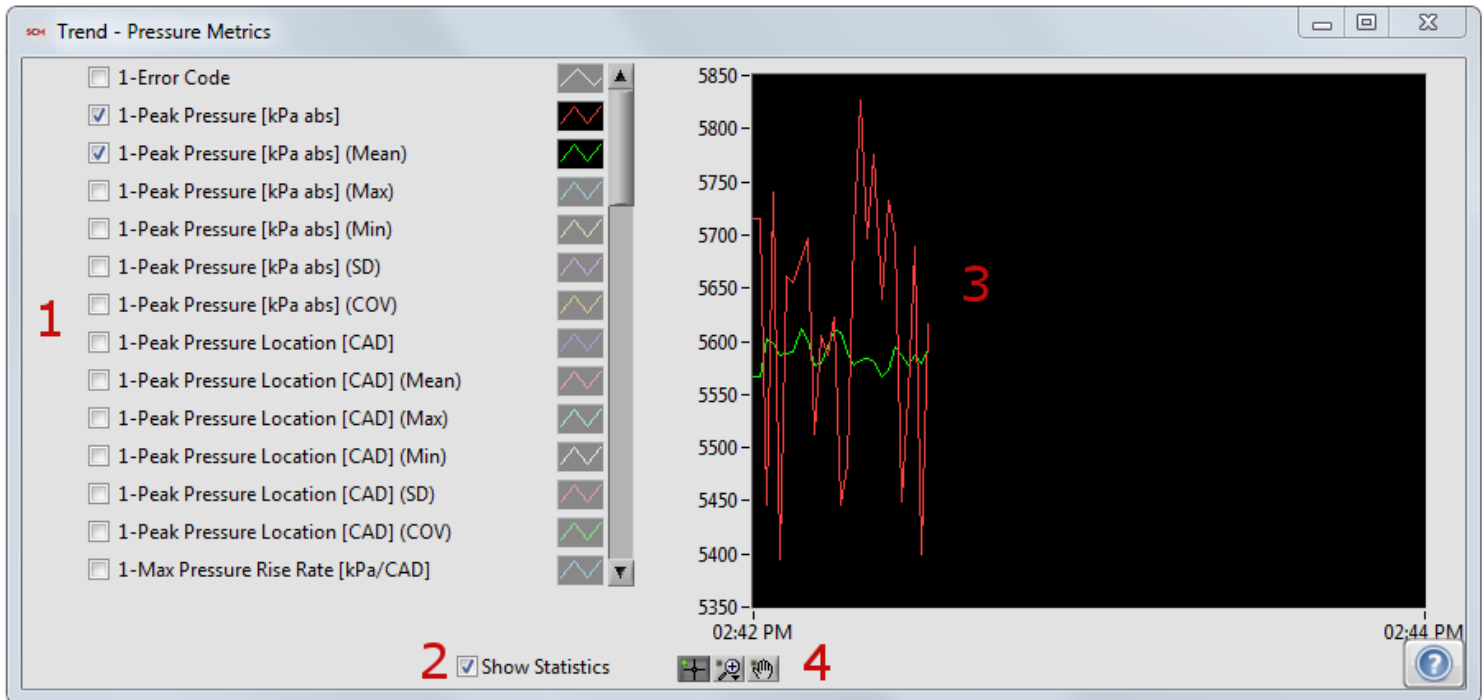 SCM Trend - Pressure Metrics
1-Error Code
1-Peak Pressure [kPa abs]
1-Peak Pressure [kPa abs] (Mean)
1-Peak Pressure [kPa abs] (Max)
1-Peak Pressure [kPa abs] (Min)
1-Peak Pressure [kPa abs] (SD)
1-Peak Pressure [kPa abs] (COV)
1-Peak Pressure Location [CAD]
1-Peak Pressure Location [CAD] (Mean)
1-Peak Pressure Location [CAD] (Max)
1-Peak Pressure Location [CAD] (Min)
1-Peak Pressure Location [CAD] (SD)
1-Peak Pressure Location [CAD] (COV)
1-Max Pressure Rise Rate [kPa/CAD]
1
2
Show Statistics
5850
5800
5750
5700
5650
5600
5550
5500
5450
5400
5350
3
02:42 PM
02:44 PM
4
?